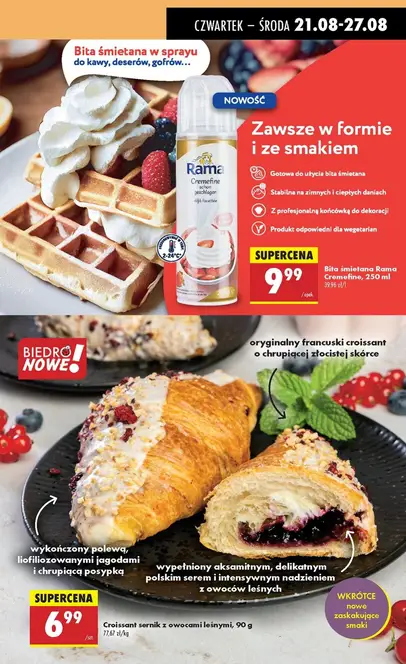 CZWARTEK – ŚRODA 21.08-27.08
Bita śmietana w sprayu
do kawy, deserów, gofrów...
NOWOŚĆ
Zawsze w formie
i ze smakiem
Rama
Cremefine
Gotowa do użycia bita śmietana
Stabilna na zimnych i ciepłych daniach
Z profesjonalną końcówką do dekoracji
Produkt odpowiedni dla wegetarian
2-24°C
SUPERCENA
9 99
/opak.
Bita śmietana Rama
Cremefine, 250 ml
39,96 zł/l
BIEDRO
NOWE!
oryginalny francuski croissant
o chrupiącej złocistej skórce
wykończony polewą,
liofilizowanymi jagodami
i chrupiącą posypką
wypełniony aksamitnym, delikatnym
polskim serem i intensywnym nadzieniem
z owoców leśnych
WKRÓTCE
nowe
zaskakujące
smaki
SUPERCENA
6 99
/szt.
Croissant sernik z owocami leśnymi, 90 g
77,67 zł/kg